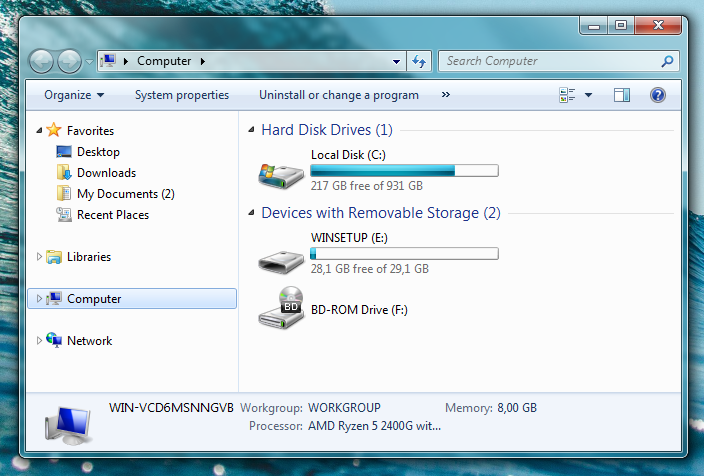 Computer
Search Computer
Organize
System properties
Uninstall or change a program
»
Favorites
Desktop
Downloads
My Documents (2)
Recent Places
Libraries
Computer
Network
Hard Disk Drives (1)
Local Disk (C:)
217 GB free of 931 GB
Devices with Removable Storage (2)
WINSETUP (E:)
28,1 GB free of 29,1 GB
BD
BD-ROM Drive (F:)
WIN-VCD6MSNNGVB Workgroup: WORKGROUP Memory: 8,00 GB
Processor: AMD Ryzen 5 2400G wit...